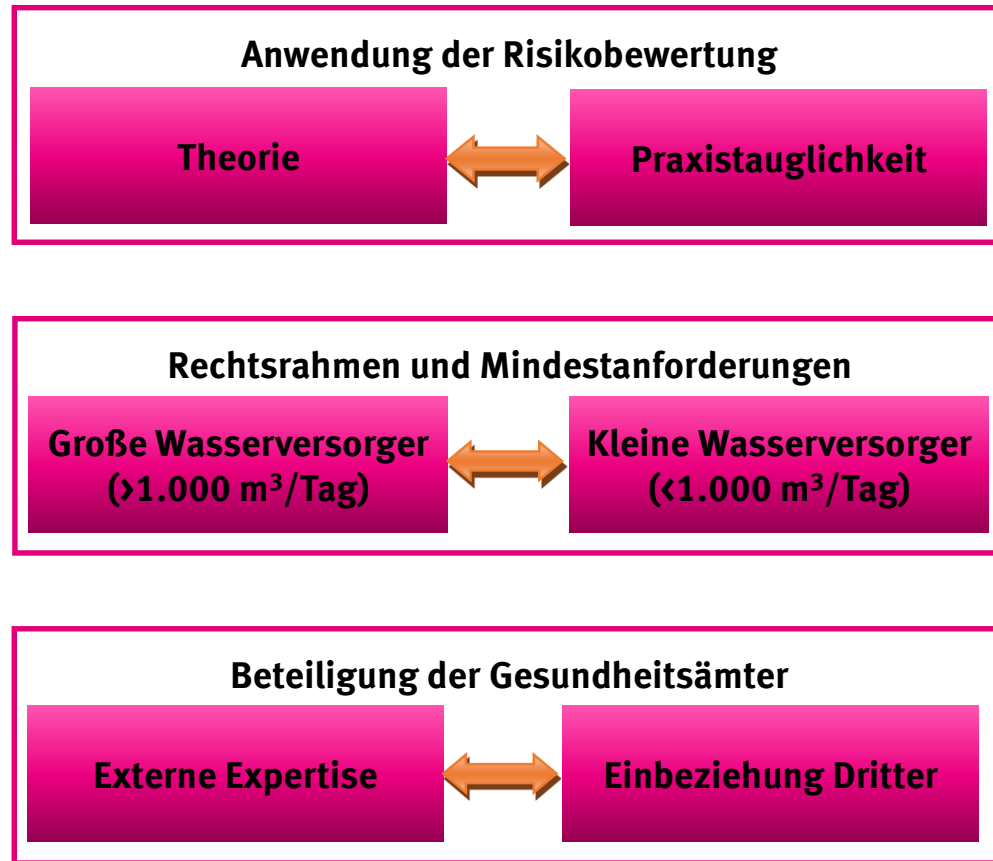 Anwendung der Risikobewertung
Theorie
Praxistauglichkeit
Rechtsrahmen und Mindestanforderungen
Große Wasserversorger
(>1.000 m³/Tag)
Kleine Wasserversorger
(<1.000 m³/Tag)
Beteiligung der Gesundheitsämter
Externe Expertise
Einbeziehung Dritter